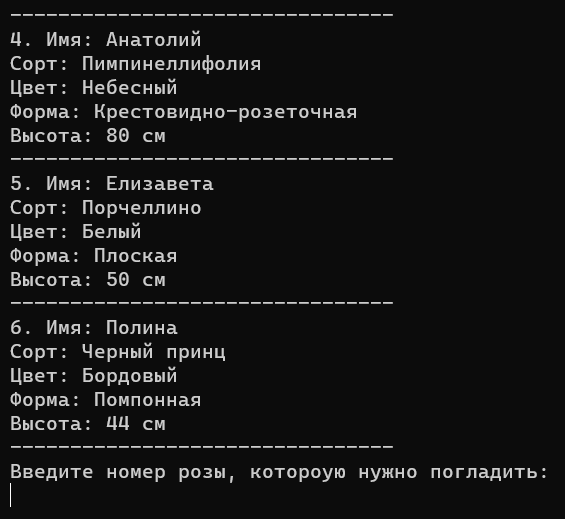 --------------------------------
4. Имя: Анатолий
Сорт: Пимпинеллифолия
Цвет: Небесный
Форма: Крестовидно-розеточная
Высота: 80 см
--------------------------------
5. Имя: Елизавета
Сорт: Порчеллино
Цвет: Белый
Форма: Плоская
Высота: 50 см
--------------------------------
6. Имя: Полина
Сорт: Черный принц
Цвет: Бордовый
Форма: Помпонная
Высота: 44 см
--------------------------------
Введите номер розы, котороую нужно погладить: